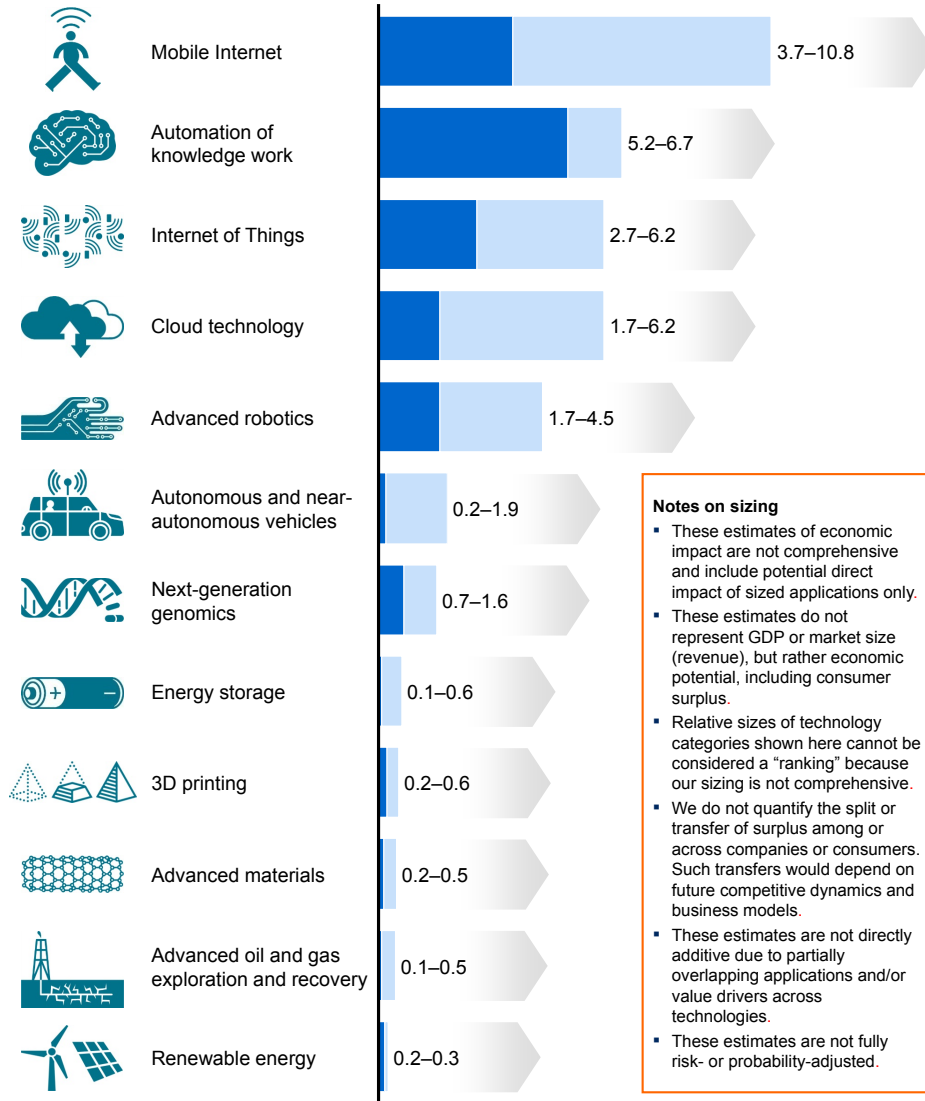 Mobile Internet
3.7–10.8
Automation of
knowledge work
5.2–6.7
Internet of Things
2.7–6.2
Cloud technology
1.7–6.2
Advanced robotics
1.7–4.5
Autonomous and near-
autonomous vehicles
0.2–1.9
Next-generation
genomics
0.7–1.6
Energy storage
0.1–0.6
3D printing
0.2–0.6
Advanced materials
0.2–0.5
Advanced oil and gas
exploration and recovery
0.1–0.5
Renewable energy
0.2–0.3
Notes on sizing
▪ These estimates of economic
impact are not comprehensive
and include potential direct
impact of sized applications only.
▪ These estimates do not
represent GDP or market size
(revenue), but rather economic
potential, including consumer
surplus.
▪ Relative sizes of technology
categories shown here cannot be
considered a “ranking” because
our sizing is not comprehensive.
▪ We do not quantify the split or
transfer of surplus among or
across companies or consumers.
Such transfers would depend on
future competitive dynamics and
business models.
▪ These estimates are not directly
additive due to partially
overlapping applications and/or
value drivers across
technologies.
▪ These estimates are not fully
risk- or probability-adjusted.